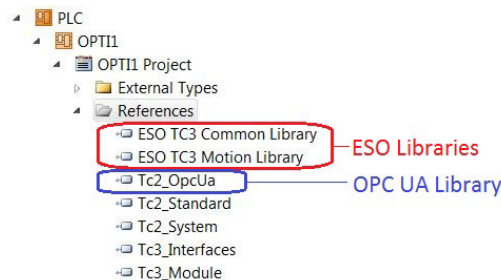 PLC
OPTI1
OPTI1 Project
External Types
References
ESO TC3 Common Library
ESO TC3 Motion Library
ESO Libraries
Tc2_OpcUa
OPC UA Library
Tc2_Standard
Tc2_System
Tc3_Interfaces
Tc3_Module